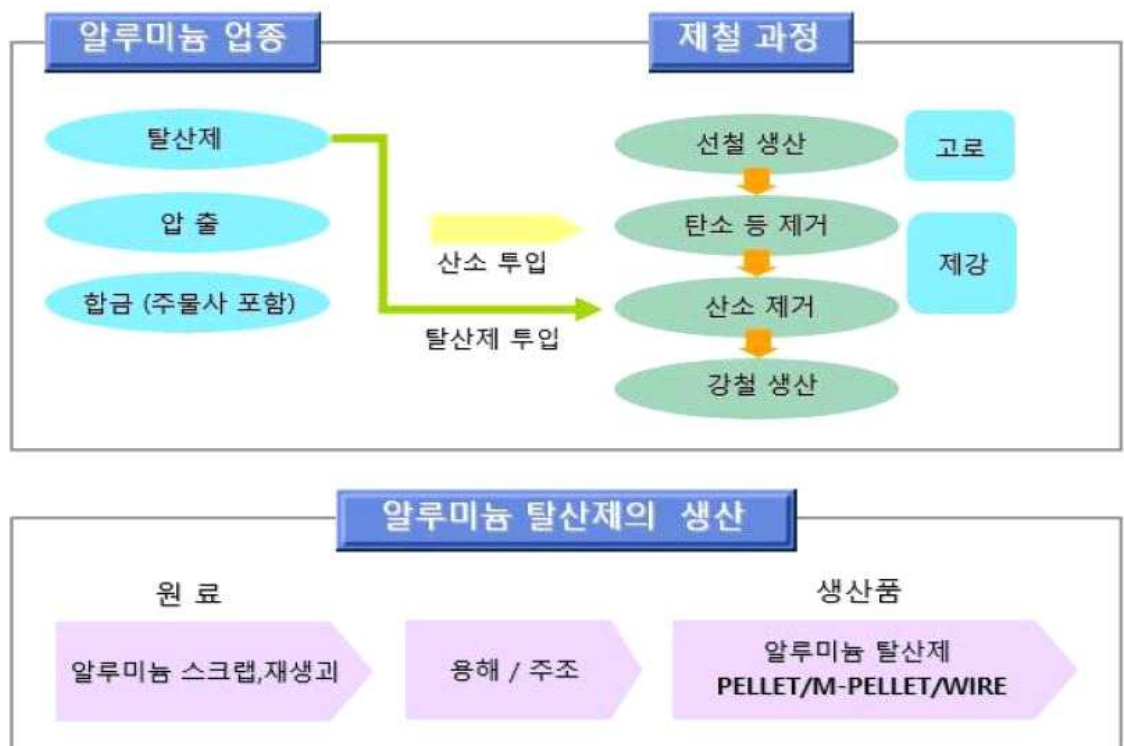 알루미늄 업종
제철 과정
탈산제
압 출
합금 (주물사 포함)
산소 투입
탈산제 투입
선철 생산
고로
탄소 등 제거
제강
산소 제거
강철 생산
알루미늄 탈산제의 생산
원 료
생산품
알루미늄 스크랩,재생괴
용해 / 주조
알루미늄 탈산제
PELLET/M-PELLET/WIRE